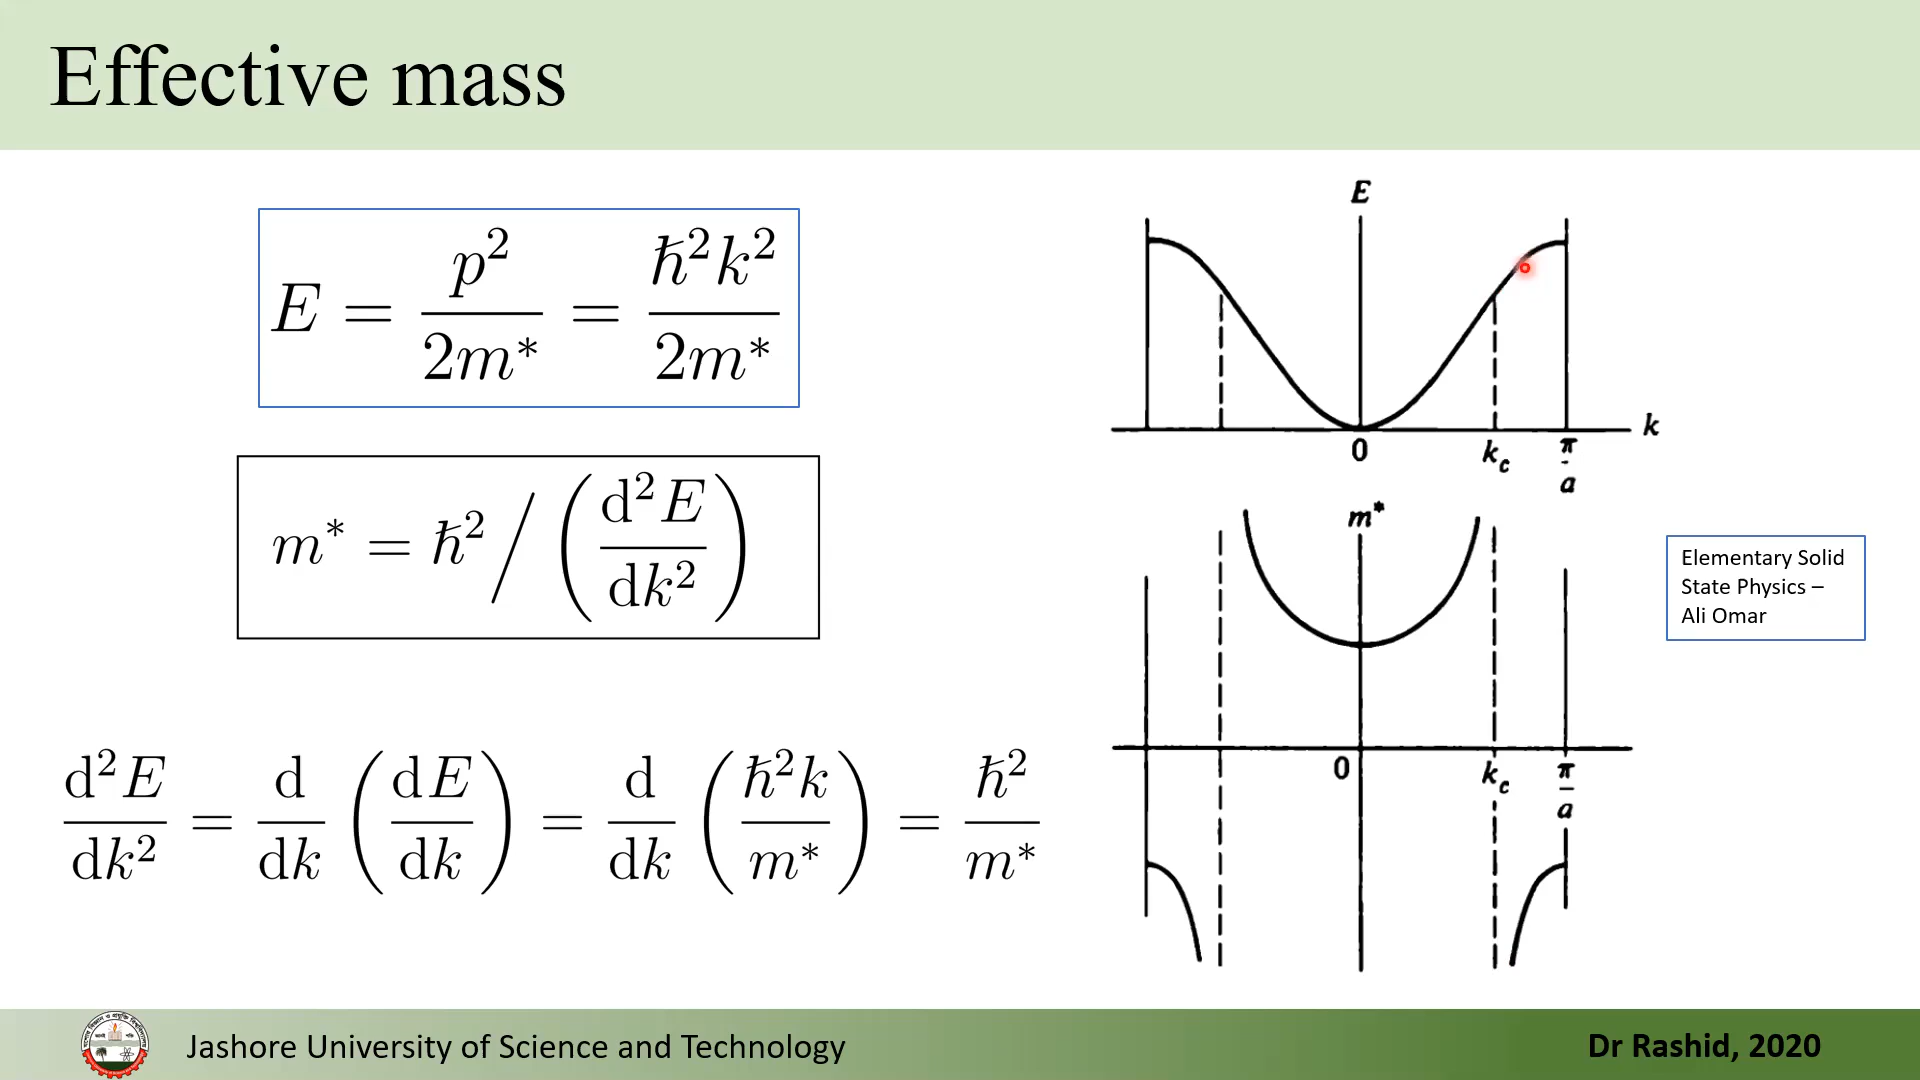 Effective mass
E = p²/2m* = ħ²k²/2m*
m* = ħ² / (d²E/dk²)
d²E/dk² = d/dk (dE/dk) = d/dk (ħ²k/m*) = ħ²/m*
E
k
0
k_c
π/a
m*
0
k_c
π/a
Elementary Solid
State Physics –
Ali Omar
Jashore University of Science and Technology
Dr Rashid, 2020